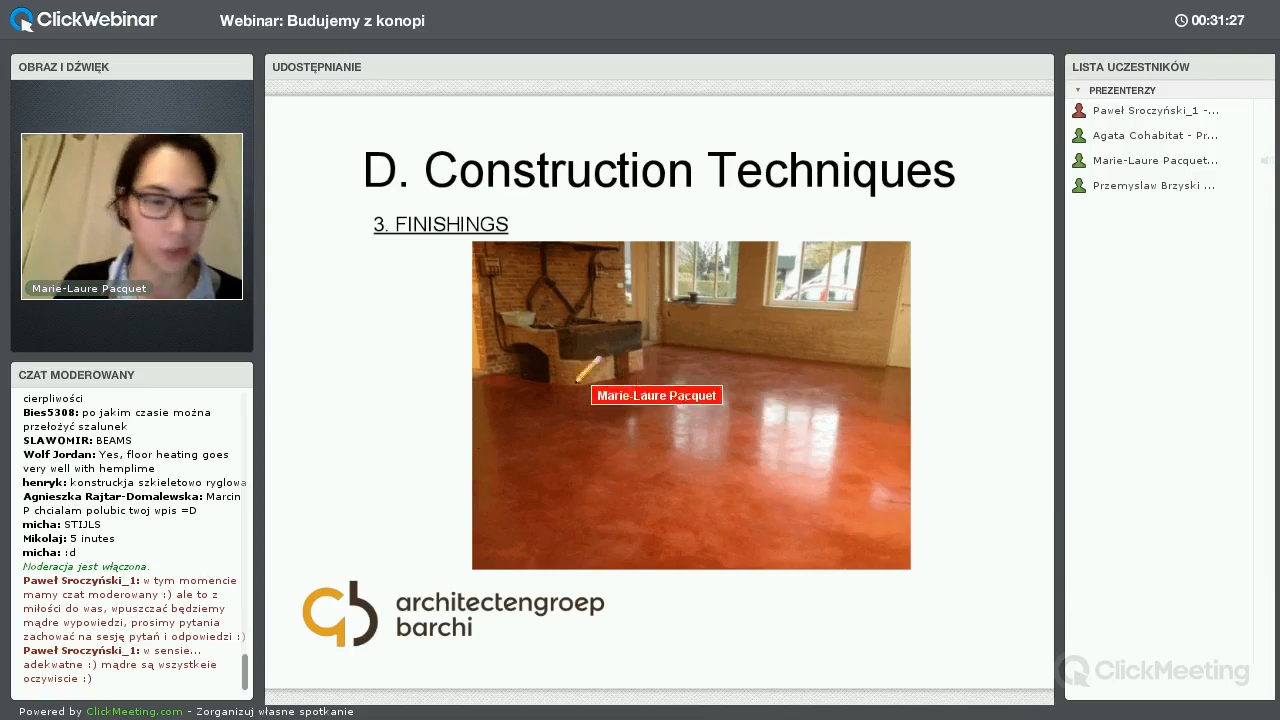 ClickWebinar
Webinar: Budujemy z konopi
00:31:27
OBRAZ I DŹWIĘK
Marie-Laure Pacquet
CZAT MODEROWANY
cierpliwości
Bies5308: po jakim czasie można
przełożyć szalunek
SLAWOMIR: BEAMS
Wolf Jordan: Yes, floor heating goes
very well with hemplime
henryk: konstruckja szkieletowo ryglowa
Agnieszka Rajtar-Domalewska: Marcin
P chcialam polubic twoj wpis =D
micha: STIJLS
Mikolaj: 5 inutes
micha: :d
Moderacja jest włączona.
Paweł Sroczyński_1: w tym momencie
mamy czat moderowany :) ale to z
miłości do was, wpuszczać będziemy
mądre wypowiedzi, prosimy pytania
zachować na sesję pytań i odpowiedzi :)
Paweł Sroczyński_1: w sensie...
adekwatne :) mądre są wszystkeie
oczywiscie :)
UDOSTĘPNIANIE
D. Construction Techniques
3. FINISHINGS
Marie-Laure Pacquet
architectengroep
barchi
LISTA UCZESTNIKÓW
PREZENTERZY
Paweł Sroczyński_1 -...
Agata Cohabitat - Pr...
Marie-Laure Pacquet...
Przemyslaw Brzyski ...
ClickMeeting
Powered by ClickMeeting.com - Zorganizuj własne spotkanie